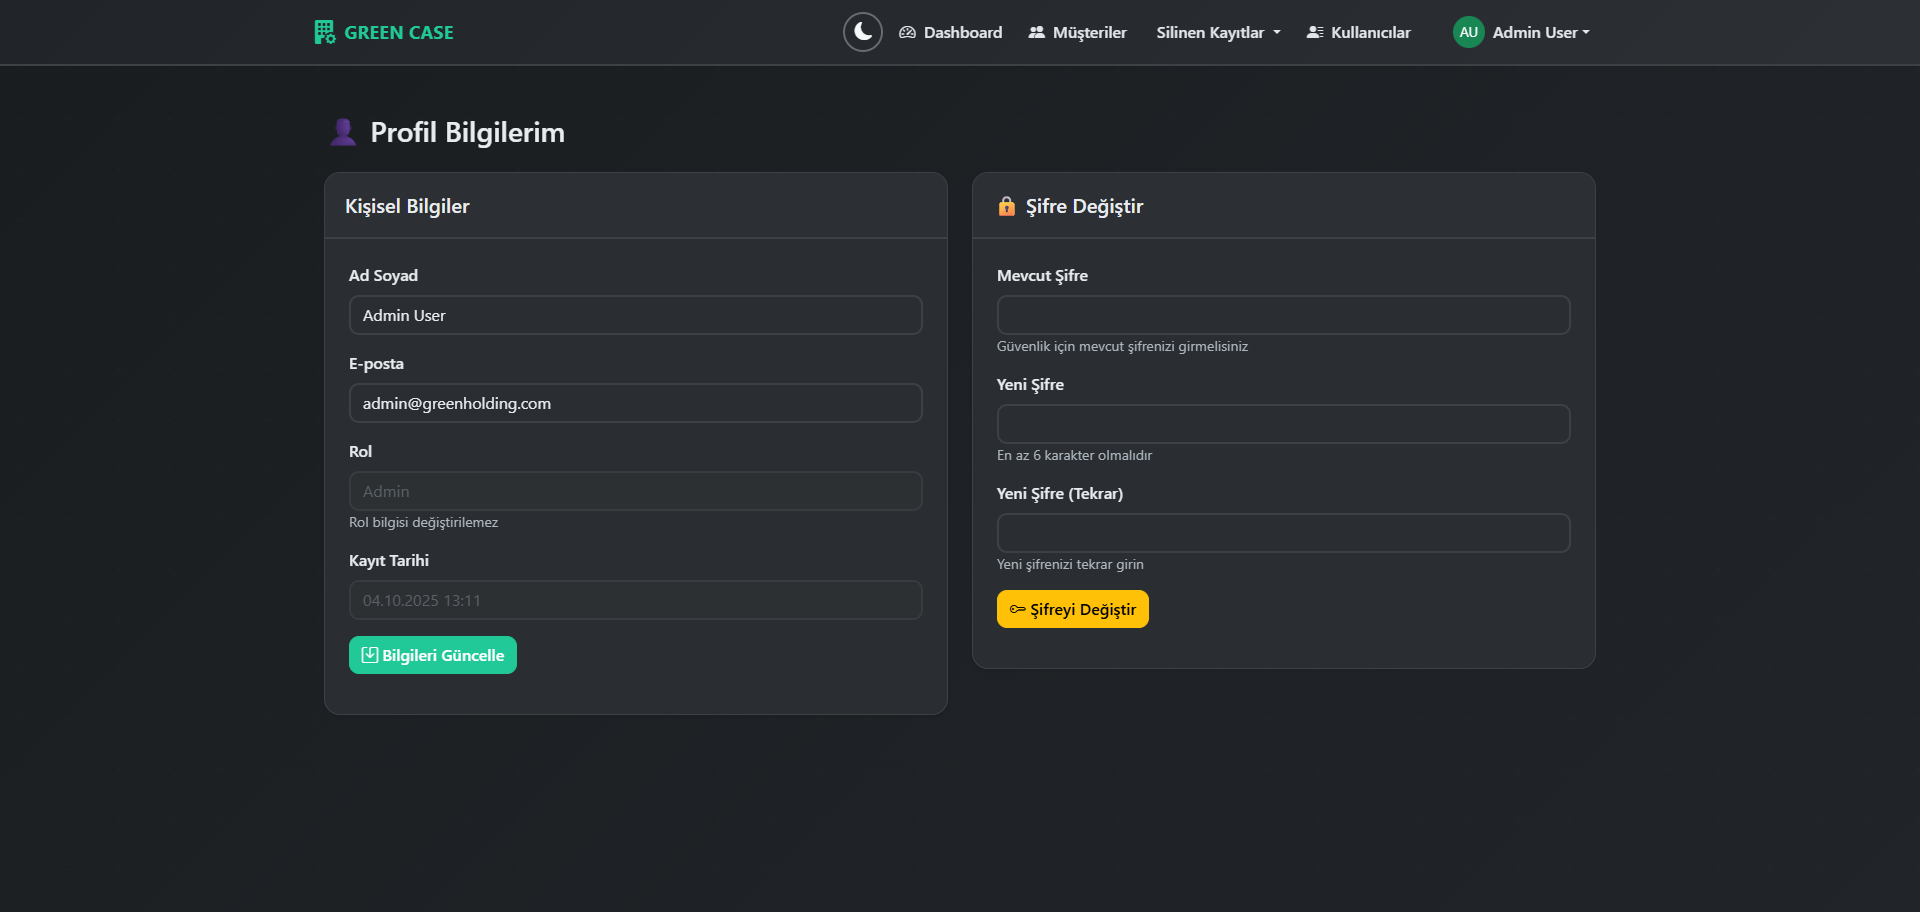 GREEN CASE
Dashboard
Müşteriler
Silinen Kayıtlar
Kullanıcılar
AU
Admin User
Profil Bilgilerim
Kişisel Bilgiler
Ad Soyad
Admin User
E-posta
admin@greenholding.com
Rol
Admin
Rol bilgisi değiştirilemez
Kayıt Tarihi
04.10.2025 13:11
Bilgileri Güncelle
Şifre Değiştir
Mevcut Şifre
Güvenlik için mevcut şifrenizi girmelisiniz
Yeni Şifre
En az 6 karakter olmalıdır
Yeni Şifre (Tekrar)
Yeni şifrenizi tekrar girin
Şifreyi Değiştir